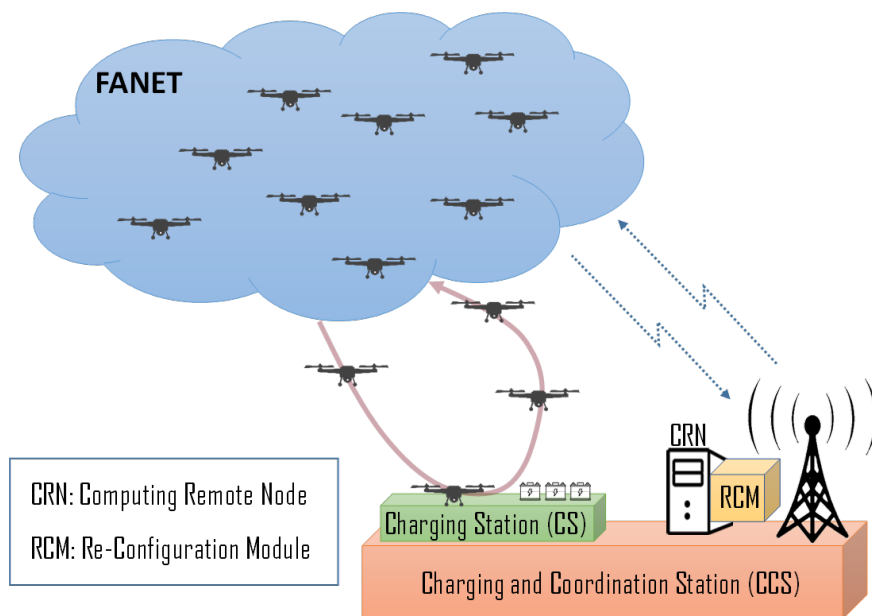 FANET
CRN
RCM
CRN: Computing Remote Node
RCM: Re-Configuration Module
Charging Station (CS)
Charging and Coordination Station (CCS)